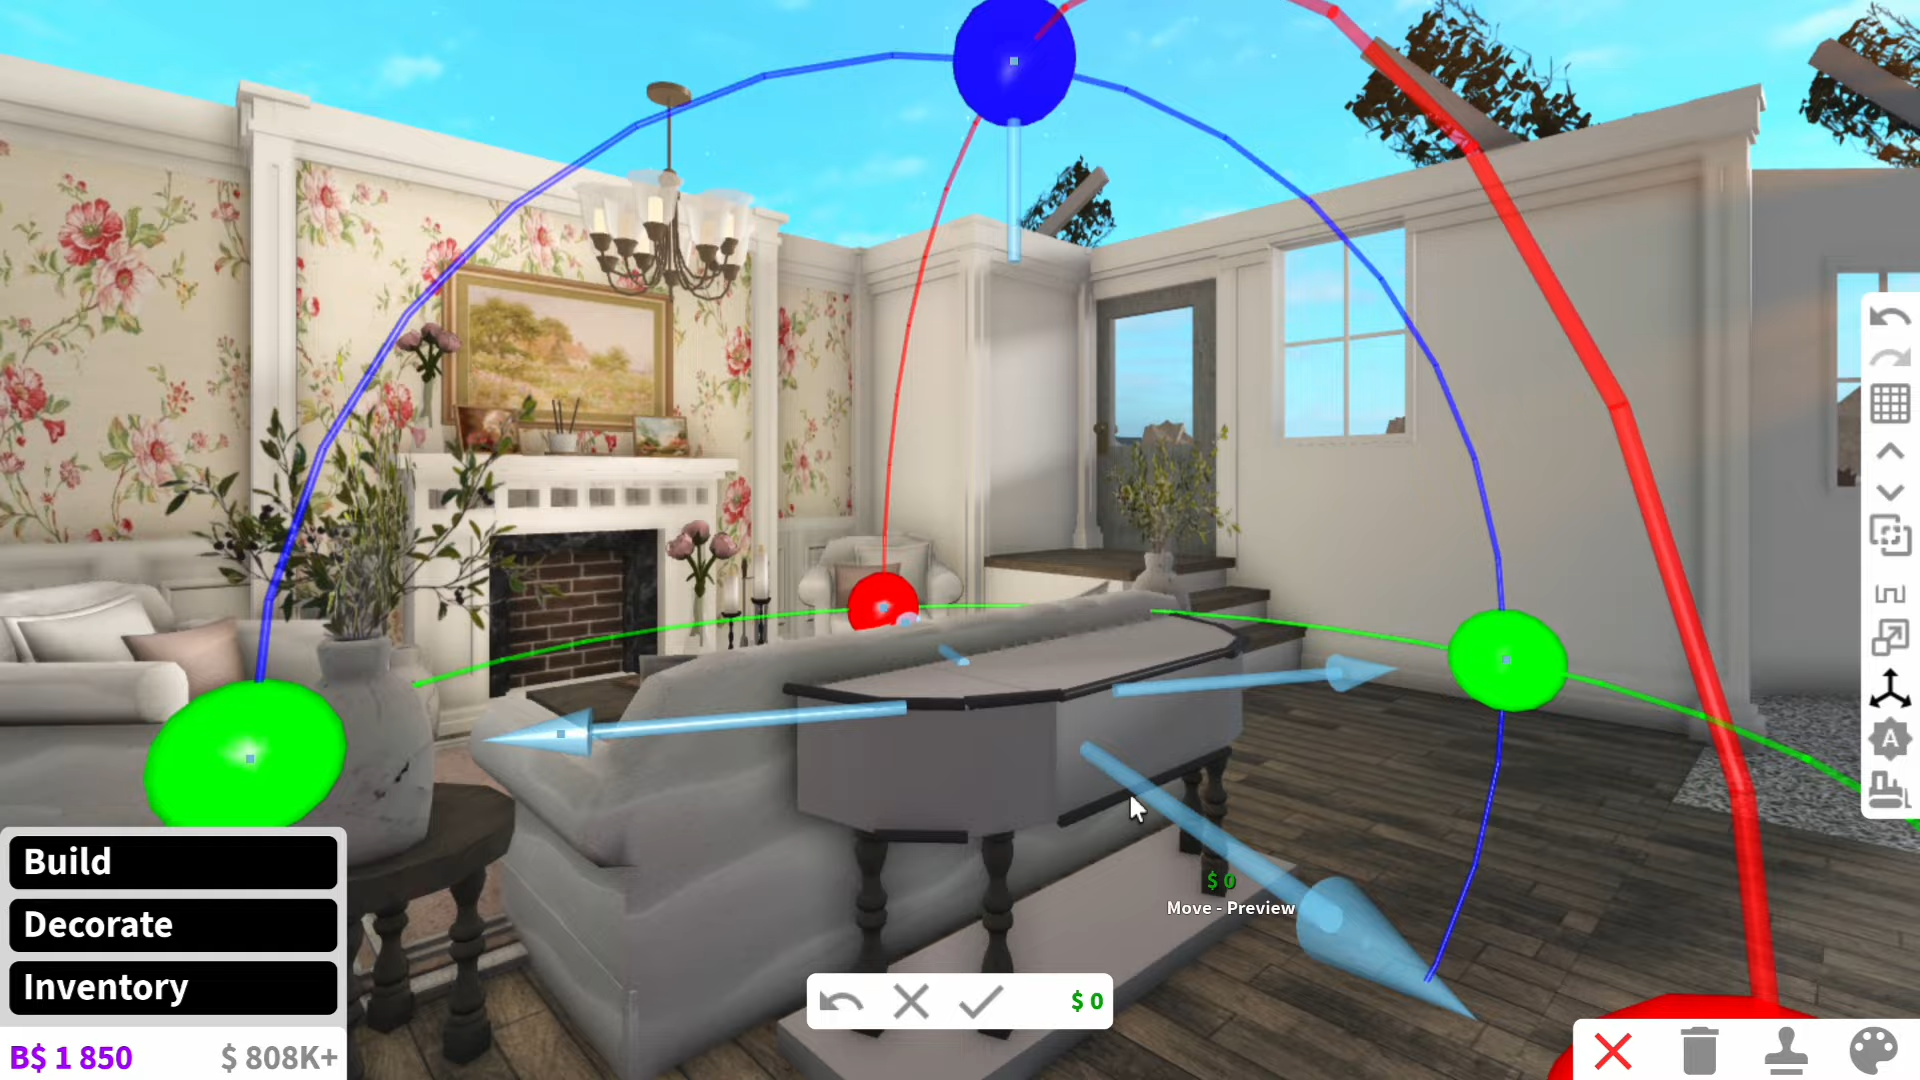 A
Build
Decorate
Inventory
B$ 1 850
$ 808K+
$ 0
Move - Preview
$ 0